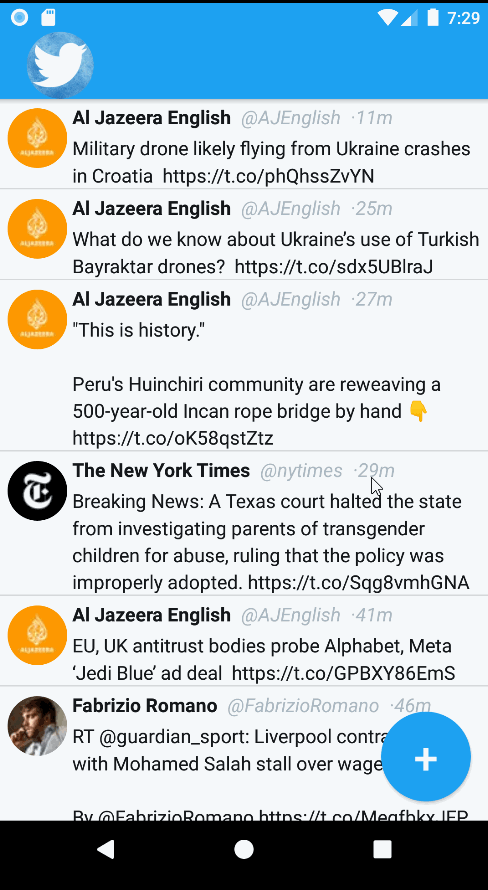 7:29
Al Jazeera English @AJEnglish ·11m
Military drone likely flying from Ukraine crashes
in Croatia https://t.co/phQhssZvYN
Al Jazeera English @AJEnglish ·25m
What do we know about Ukraine’s use of Turkish
Bayraktar drones? https://t.co/sdx5UBlraJ
Al Jazeera English @AJEnglish ·27m
"This is history."
Peru's Huinchiri community are reweaving a
500-year-old Incan rope bridge by hand 👇
https://t.co/oK58qstZtz
The New York Times @nytimes ·29m
Breaking News: A Texas court halted the state
from investigating parents of transgender
children for abuse, ruling that the policy was
improperly adopted. https://t.co/Sqg8vmhGNA
Al Jazeera English @AJEnglish ·41m
EU, UK antitrust bodies probe Alphabet, Meta
‘Jedi Blue’ ad deal https://t.co/GPBXY86EmS
Fabrizio Romano @FabrizioRomano ·46m
RT @guardian_sport: Liverpool contra
with Mohamed Salah stall over wage
By @FabrizioRomano